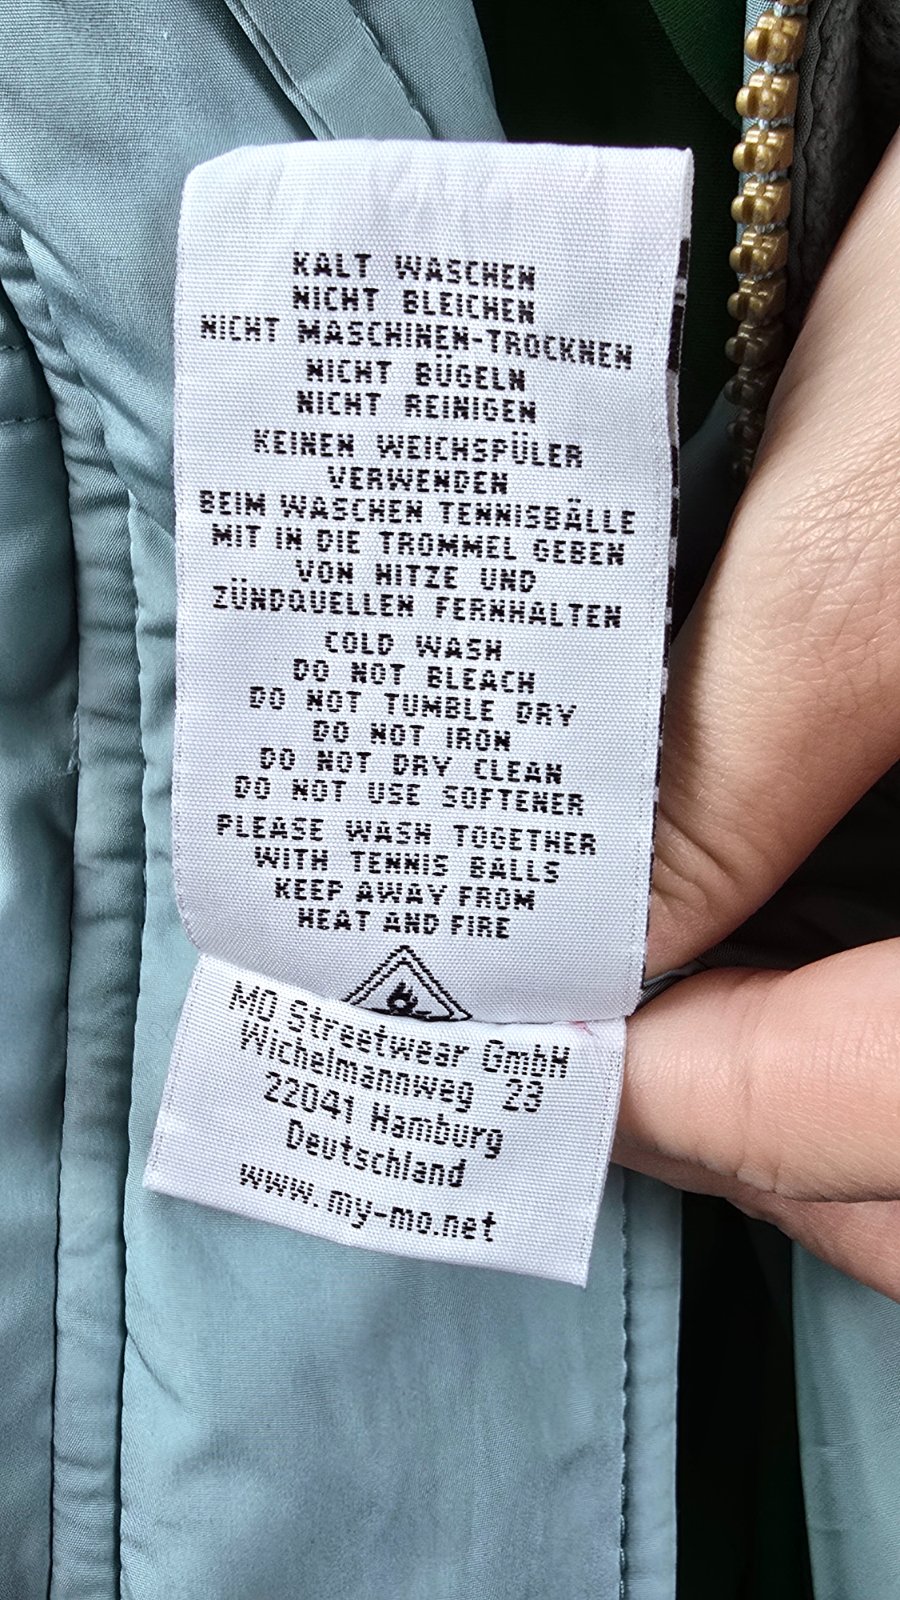 KALT WASCHEN
NICHT BLEICHEN
NICHT MASCHINEN-TROCKNEN
NICHT BÜGELN
NICHT REINIGEN
KEINEN WEICHSPÜLER
VERWENDEN
BEIM WASCHEN TENNISBÄLLE
MIT IN DIE TROMMEL GEBEN
VON HITZE UND
ZÜNDQUELLEN FERNHALTEN
COLD WASH
DO NOT BLEACH
DO NOT TUMBLE DRY
DO NOT IRON
DO NOT DRY CLEAN
DO NOT USE SOFTENER
PLEASE WASH TOGETHER
WITH TENNIS BALLS
KEEP AWAY FROM
HEAT AND FIRE
MO Streetwear GmbH
Wichelmannweg 23
22041 Hamburg
Deutschland
www.my-mo.net